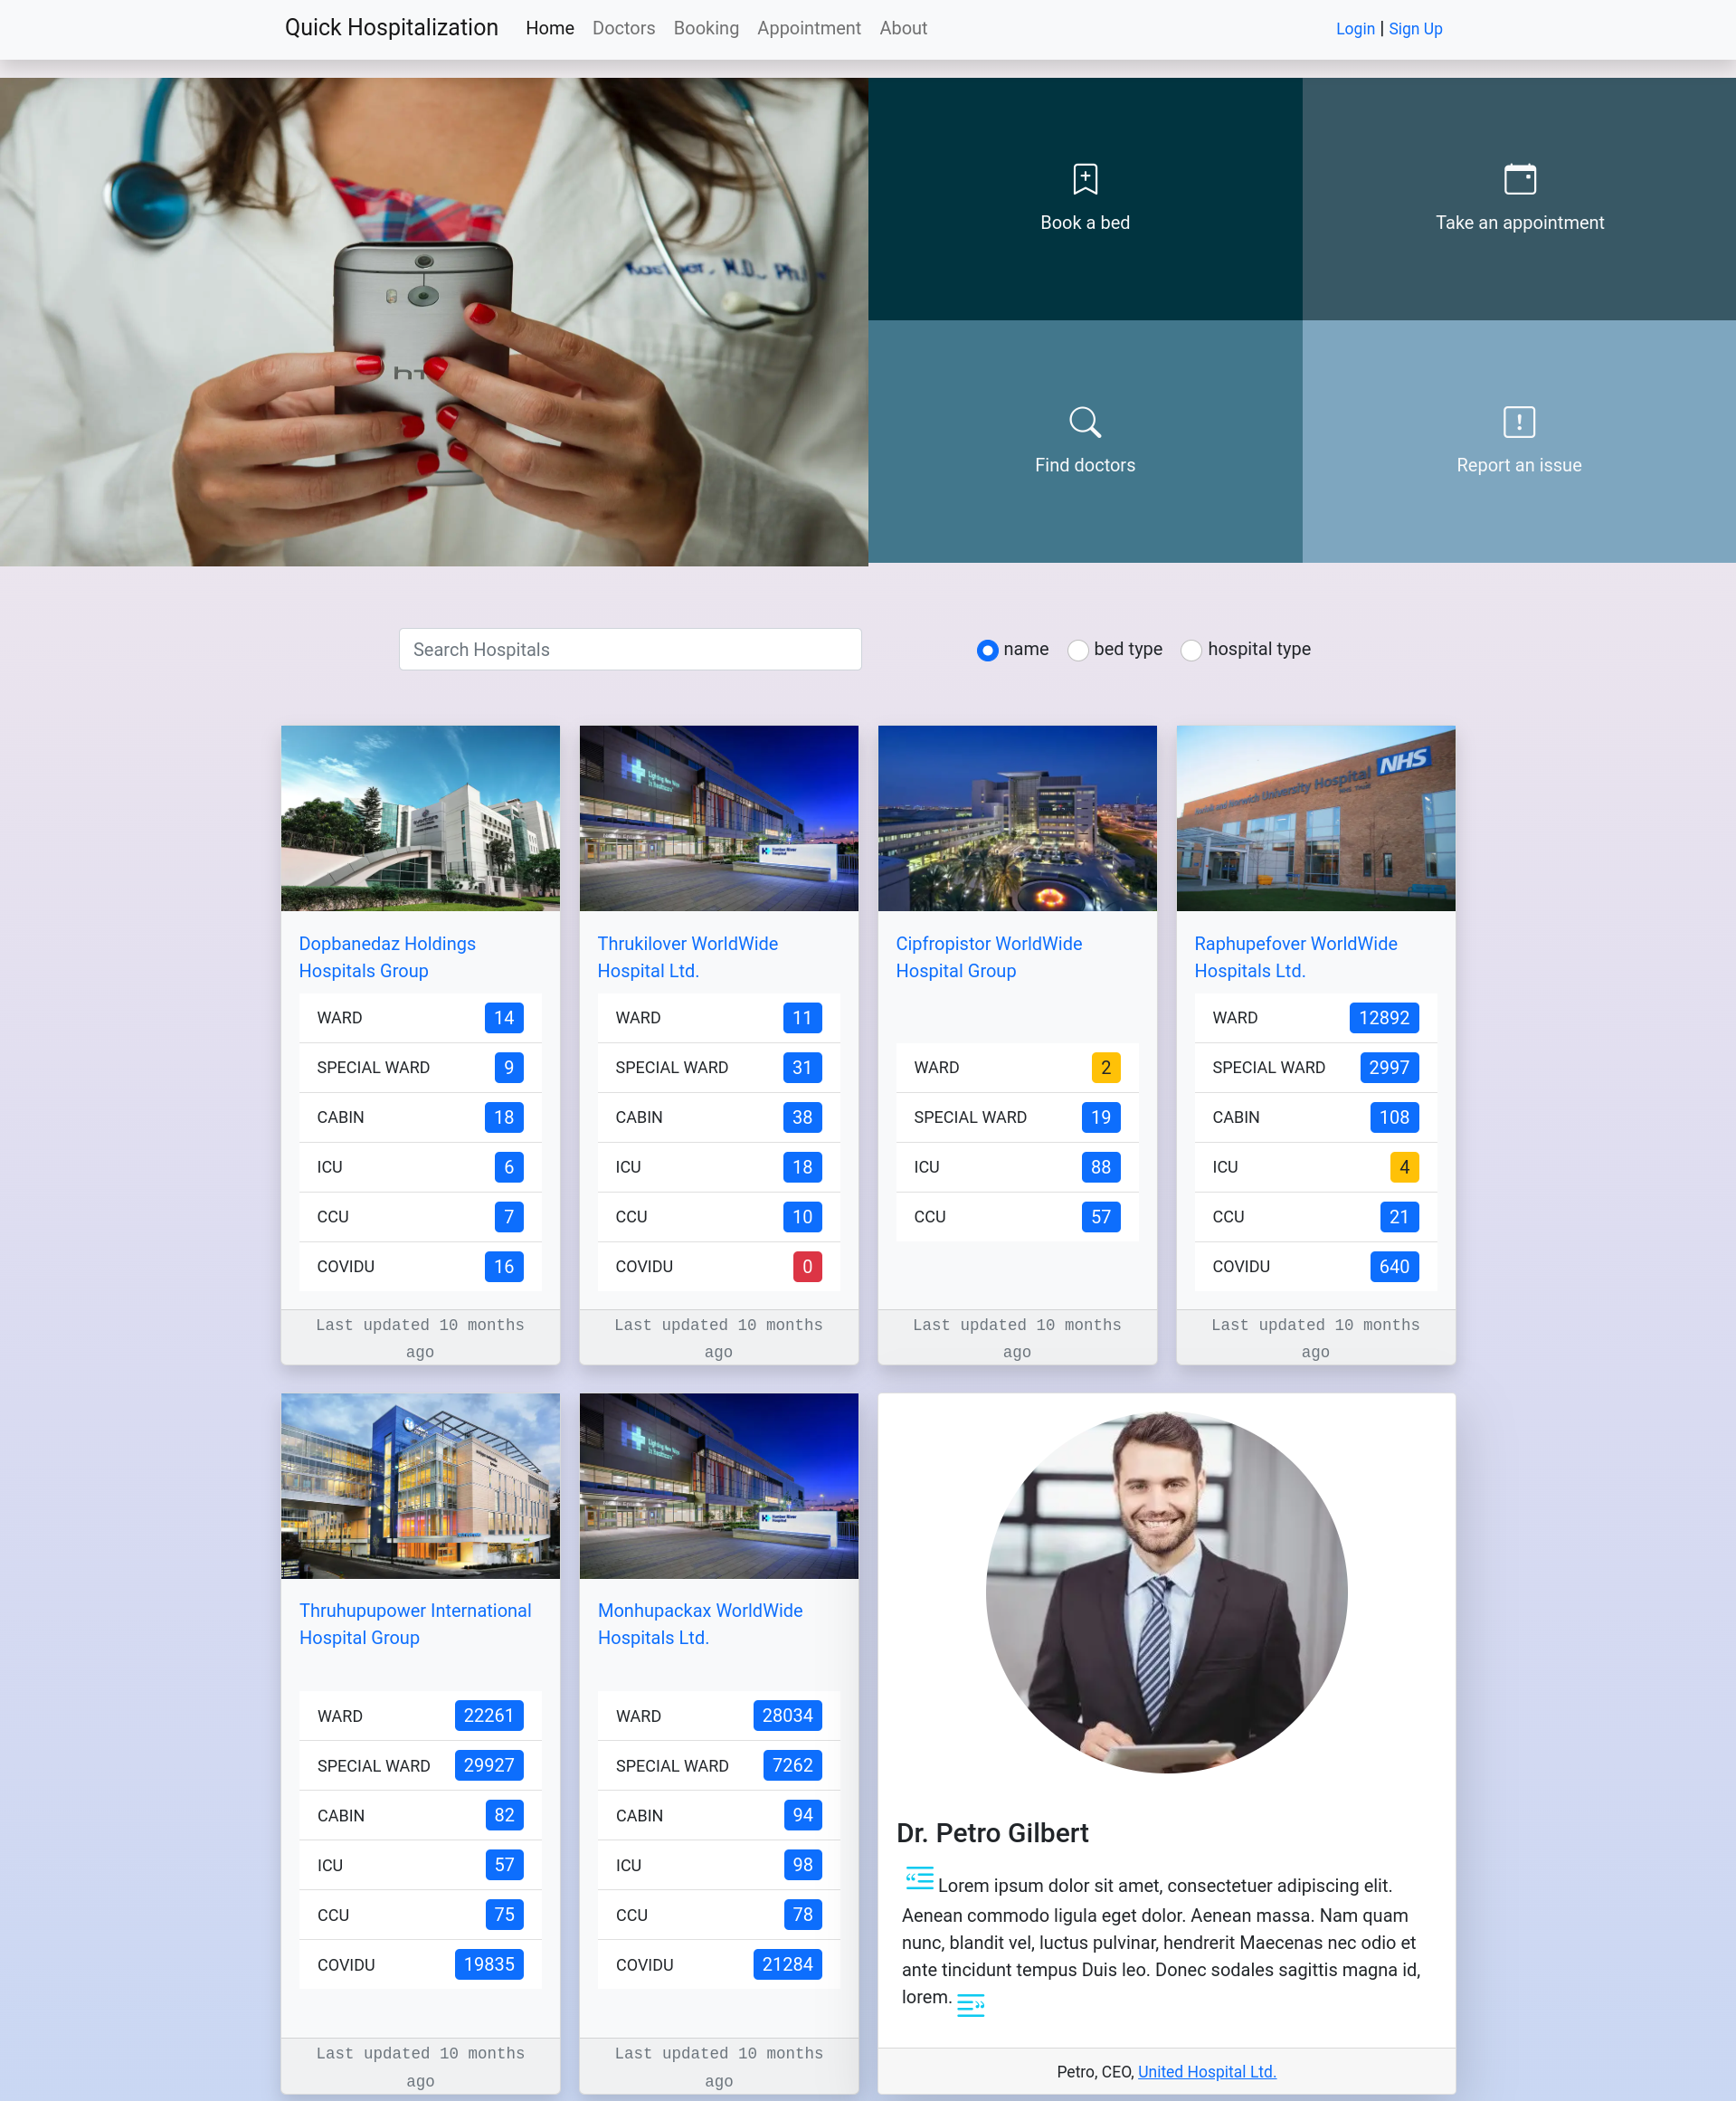 Quick Hospitalization
Home
Doctors
Booking
Appointment
About
Login | Sign Up
M.D., Ph.D.
Book a bed
Take an appointment
Find doctors
Report an issue
Search Hospitals
name
bed type
hospital type
NHS
University Hospital
Dopbanedaz Holdings
Hospitals Group
WARD 14
SPECIAL WARD 9
CABIN 18
ICU 6
CCU 7
COVIDU 16
Last updated 10 months
ago
Thrukilover WorldWide
Hospital Ltd.
WARD 11
SPECIAL WARD 31
CABIN 38
ICU 18
CCU 10
COVIDU 0
Last updated 10 months
ago
Cipfropistor WorldWide
Hospital Group
WARD 2
SPECIAL WARD 19
ICU 88
CCU 57
Last updated 10 months
ago
Raphupefover WorldWide
Hospitals Ltd.
WARD 12892
SPECIAL WARD 2997
CABIN 108
ICU 4
CCU 21
COVIDU 640
Last updated 10 months
ago
Thruhupupower International
Hospital Group
WARD 22261
SPECIAL WARD 29927
CABIN 82
ICU 57
CCU 75
COVIDU 19835
Last updated 10 months
ago
Monhupackax WorldWide
Hospitals Ltd.
WARD 28034
SPECIAL WARD 7262
CABIN 94
ICU 98
CCU 78
COVIDU 21284
Last updated 10 months
ago
Dr. Petro Gilbert
Lorem ipsum dolor sit amet, consectetuer adipiscing elit.
Aenean commodo ligula eget dolor. Aenean massa. Nam quam
nunc, blandit vel, luctus pulvinar, hendrerit Maecenas nec odio et
ante tincidunt tempus Duis leo. Donec sodales sagittis magna id,
lorem.
Petro, CEO, United Hospital Ltd.